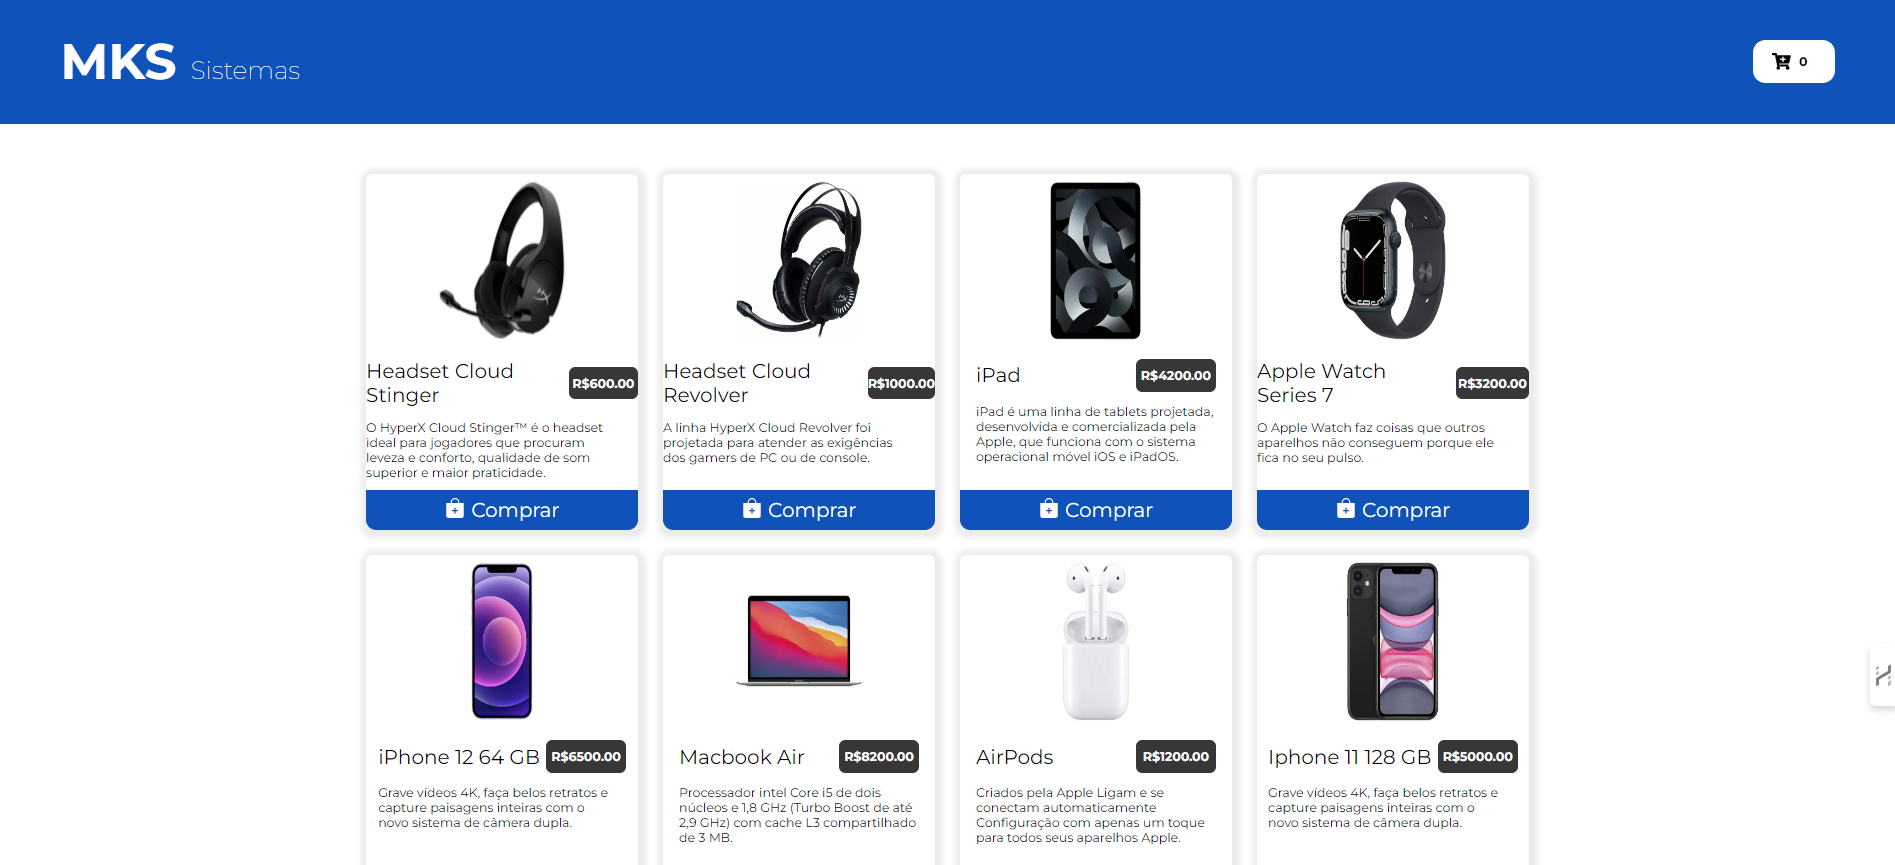 MKS Sistemas
0
Headset Cloud
Stinger
R$600.00
O HyperX Cloud Stinger™ é o headset
ideal para jogadores que procuram
leveza e conforto, qualidade de som
superior e maior praticidade.
Comprar
Headset Cloud
Revolver
R$1000.00
A linha HyperX Cloud Revolver foi
projetada para atender as exigências
dos gamers de PC ou de console.
Comprar
iPad
R$4200.00
iPad é uma linha de tablets projetada,
desenvolvida e comercializada pela
Apple, que funciona com o sistema
operacional móvel iOS e iPadOS.
Comprar
Apple Watch
Series 7
R$3200.00
O Apple Watch faz coisas que outros
aparelhos não conseguem porque ele
fica no seu pulso.
Comprar
iPhone 12 64 GB
R$6500.00
Grave vídeos 4K, faça belos retratos e
capture paisagens inteiras com o
novo sistema de câmera dupla.
Macbook Air
R$8200.00
Processador intel Core i5 de dois
núcleos e 1,8 GHz (Turbo Boost de até
2,9 GHz) com cache L3 compartilhado
de 3 MB.
AirPods
R$1200.00
Criados pela Apple Ligam e se
conectam automaticamente
Configuração com apenas um toque
para todos seus aparelhos Apple.
Iphone 11 128 GB
R$5000.00
Grave vídeos 4K, faça belos retratos e
capture paisagens inteiras com o
novo sistema de câmera dupla.